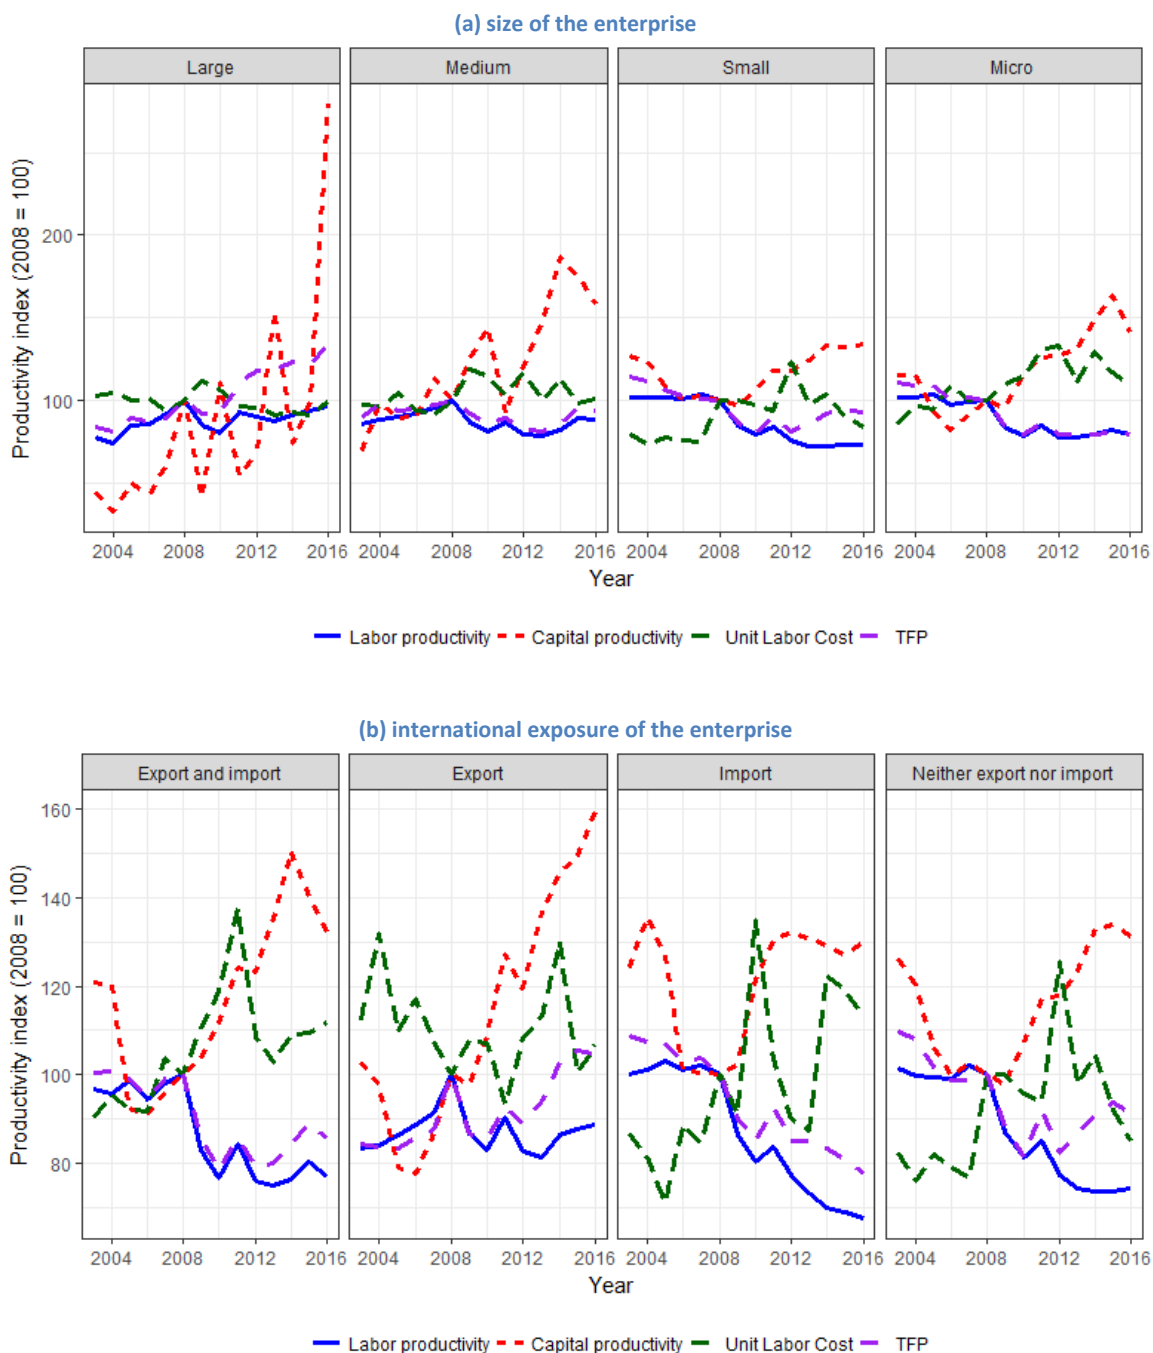 (a) size of the enterprise
Large Medium Small Micro
Productivity index (2008 = 100)
200
100
2004 2008 2012 2016 2004 2008 2012 2016 2004 2008 2012 2016 2004 2008 2012 2016
Year
Labor productivity Capital productivity Unit Labor Cost TFP
(b) international exposure of the enterprise
Export and import Export Import Neither export nor import
Productivity index (2008 = 100)
160
140
120
100
80
2004 2008 2012 2016 2004 2008 2012 2016 2004 2008 2012 2016 2004 2008 2012 2016
Year
Labor productivity Capital productivity Unit Labor Cost TFP